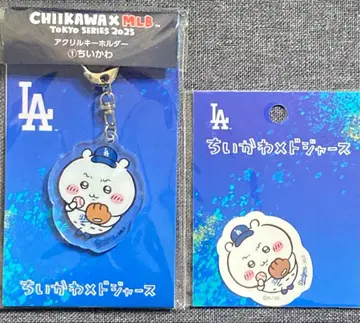 CHIIKAWA X MLB
TOKYO SERIES 2025
アクリルキーホルダー
①ちいかわ
LA
ちいかわ×ドジャース
LA
ちいかわ×ドジャース